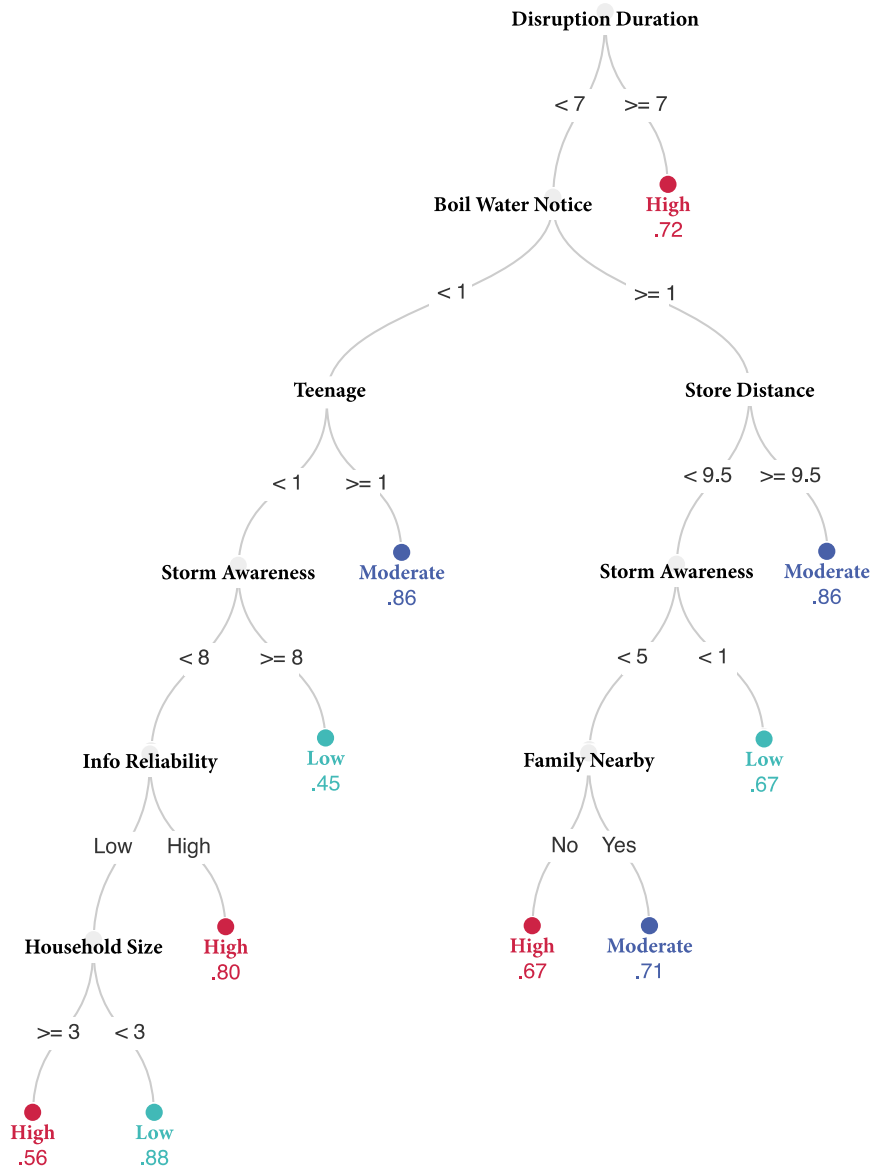 Disruption Duration
< 7 >= 7
Boil Water Notice
High
.72
< 1 >= 1
Teenage
Store Distance
< 1 >= 1
< 9.5 >= 9.5
Storm Awareness
Moderate
.86
Storm Awareness
Moderate
.86
< 8 >= 8
< 5 < 1
Info Reliability
Low
.45
Family Nearby
Low
.67
Low High
No Yes
Household Size
High
.80
High
.67
Moderate
.71
>= 3 < 3
High
.56
Low
.88